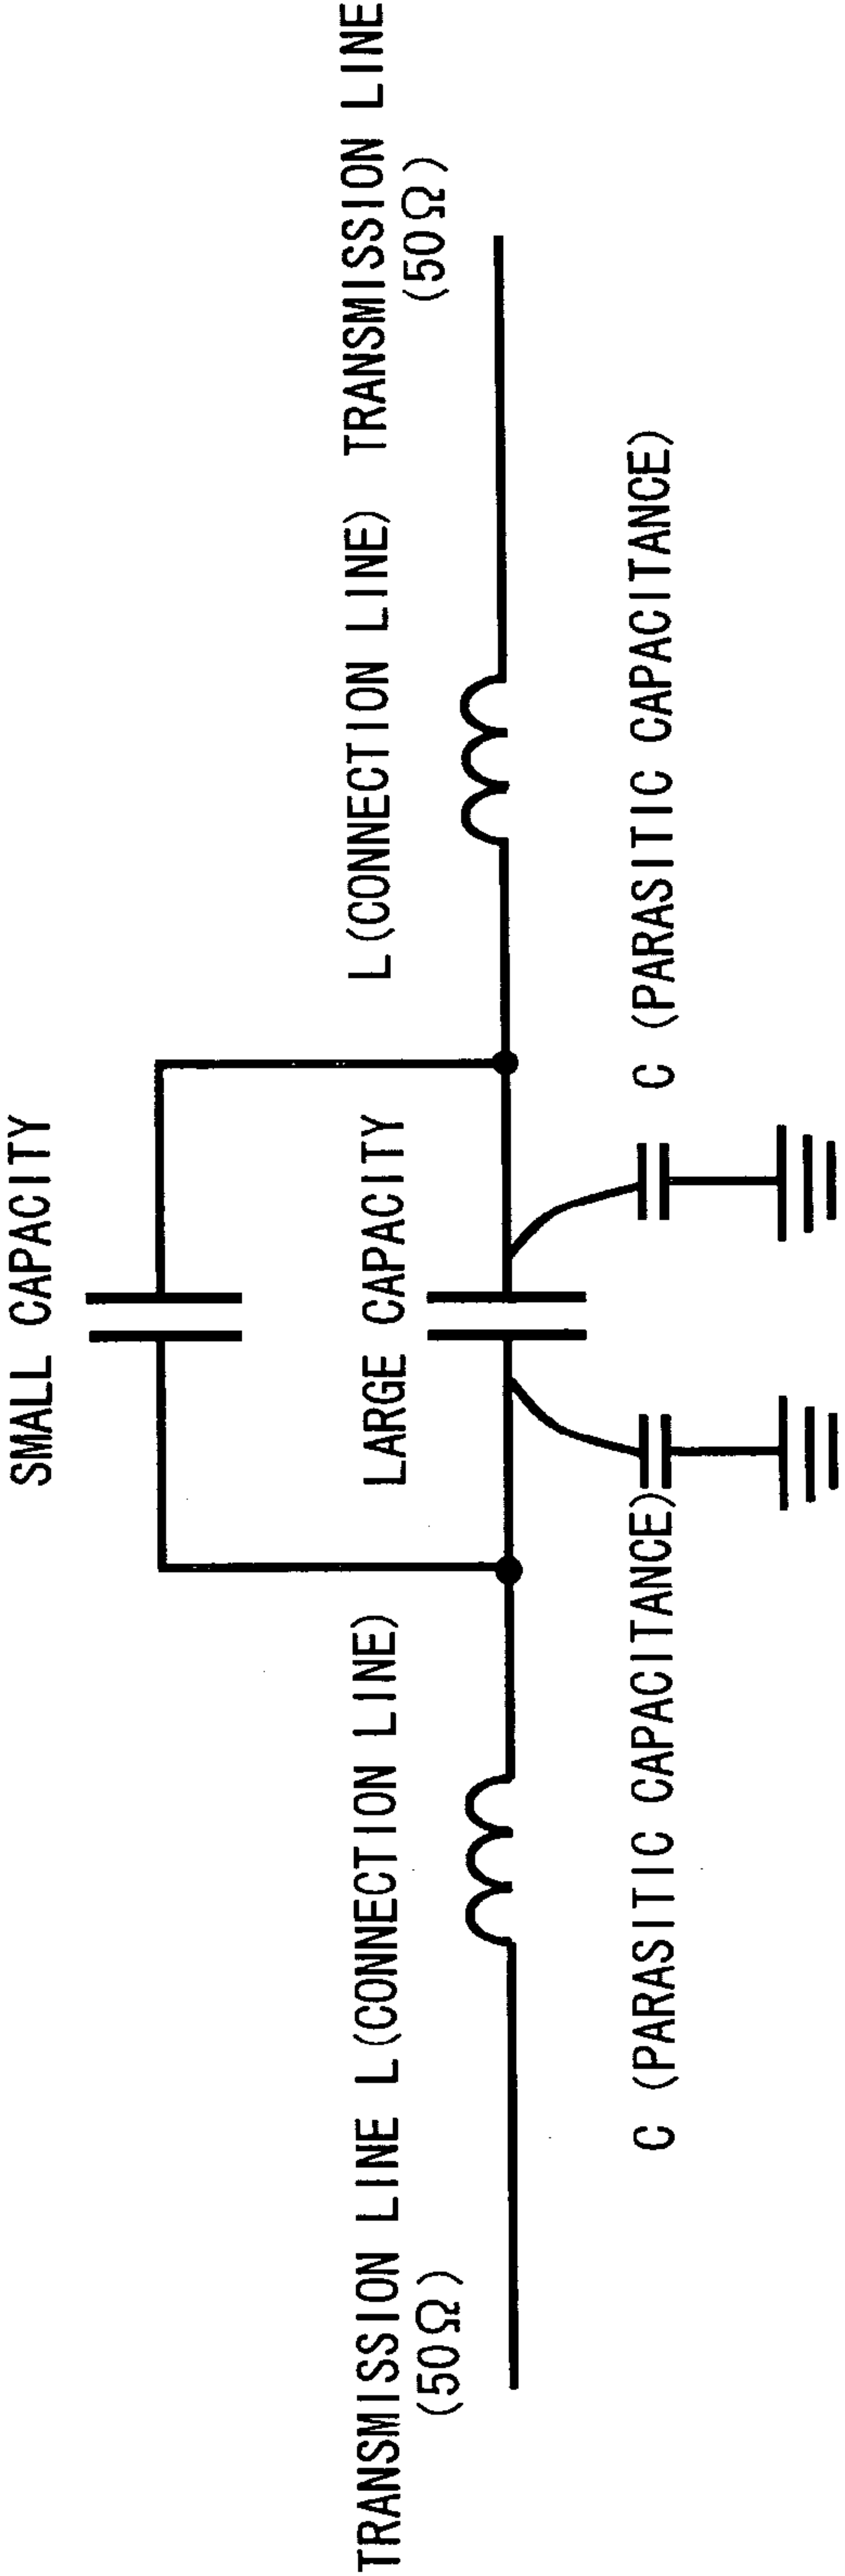 SMALL CAPACITY
LARGE CAPACITY
TRANSMISSION LINE
(50Ω)
L(CONNECTION LINE)
L(CONNECTION LINE)
TRANSMISSION LINE
(50Ω)
C (PARASITIC CAPACITANCE)
C (PARASITIC CAPACITANCE)